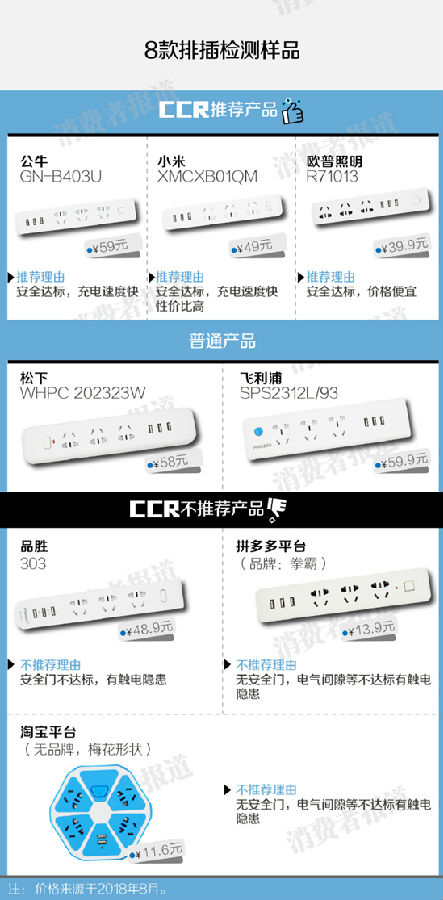 8款排插检测样品
CCR推荐产品
公牛
GN-B403U
¥59元
推荐理由
安全达标，充电速度快
小米
XMCXB01QM
¥49元
推荐理由
安全达标，充电速度快
性价比高
欧普照明
R71013
¥39.9元
推荐理由
安全达标，价格便宜
普通产品
松下
WHPC 202323W
¥58元
飞利浦
SPS2312L/93
PHILIPS
¥59.9元
CCR不推荐产品
品胜
303
¥48.9元
不推荐理由
安全门不达标，有触电隐患
拼多多平台
（品牌：拳霸）
¥13.9元
不推荐理由
无安全门，电气间隙等不达标有触电
隐患
淘宝平台
（无品牌，梅花形状）
¥11.6元
不推荐理由
无安全门，电气间隙等不达标有触电
隐患
注：价格来源于2018年8月。
消费者报道